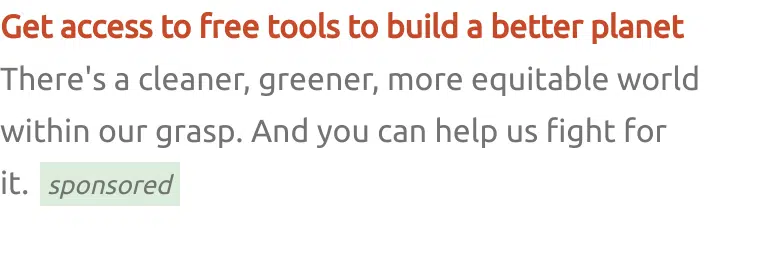 Get access to free tools to build a better planet
There's a cleaner, greener, more equitable world
within our grasp. And you can help us fight for
it. sponsored